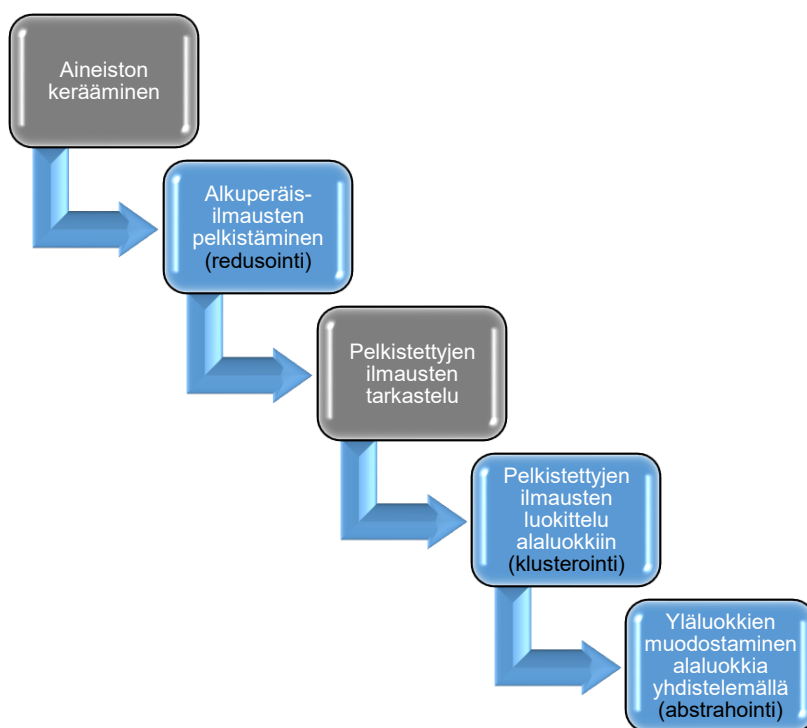 Aineiston
kerääminen
Alkuperäis-
ilmausten
pelkistäminen
(redusointi)
Pelkistettyjen
ilmausten
tarkastelu
Pelkistettyjen
ilmausten
luokittelu
alaluokkiin
(klusterointi)
Yläluokkien
muodostaminen
alaluokkia
yhdistelemällä
(abstrahointi)